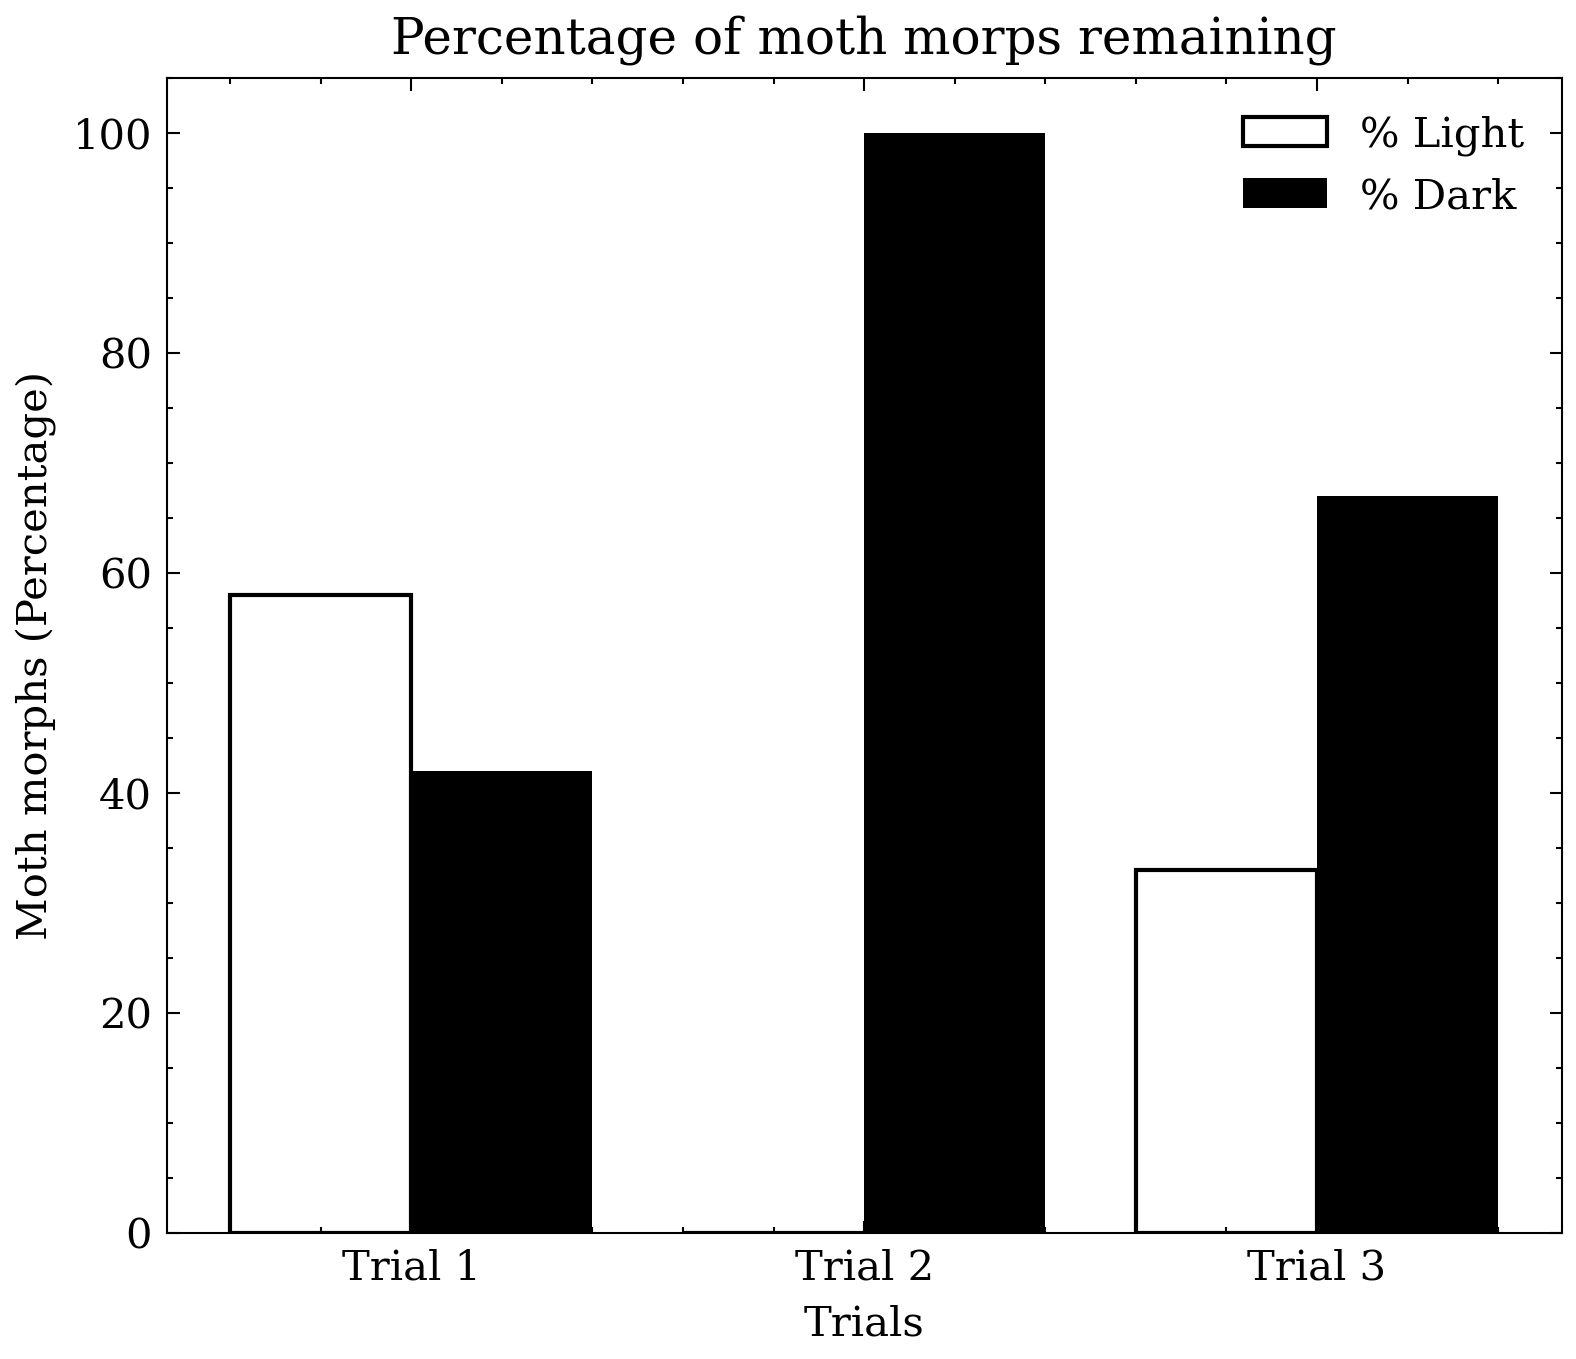 Percentage of moth morps remaining
% Light
% Dark
Moth morphs (Percentage)
100
80
60
40
20
0
Trial 1
Trial 2
Trial 3
Trials